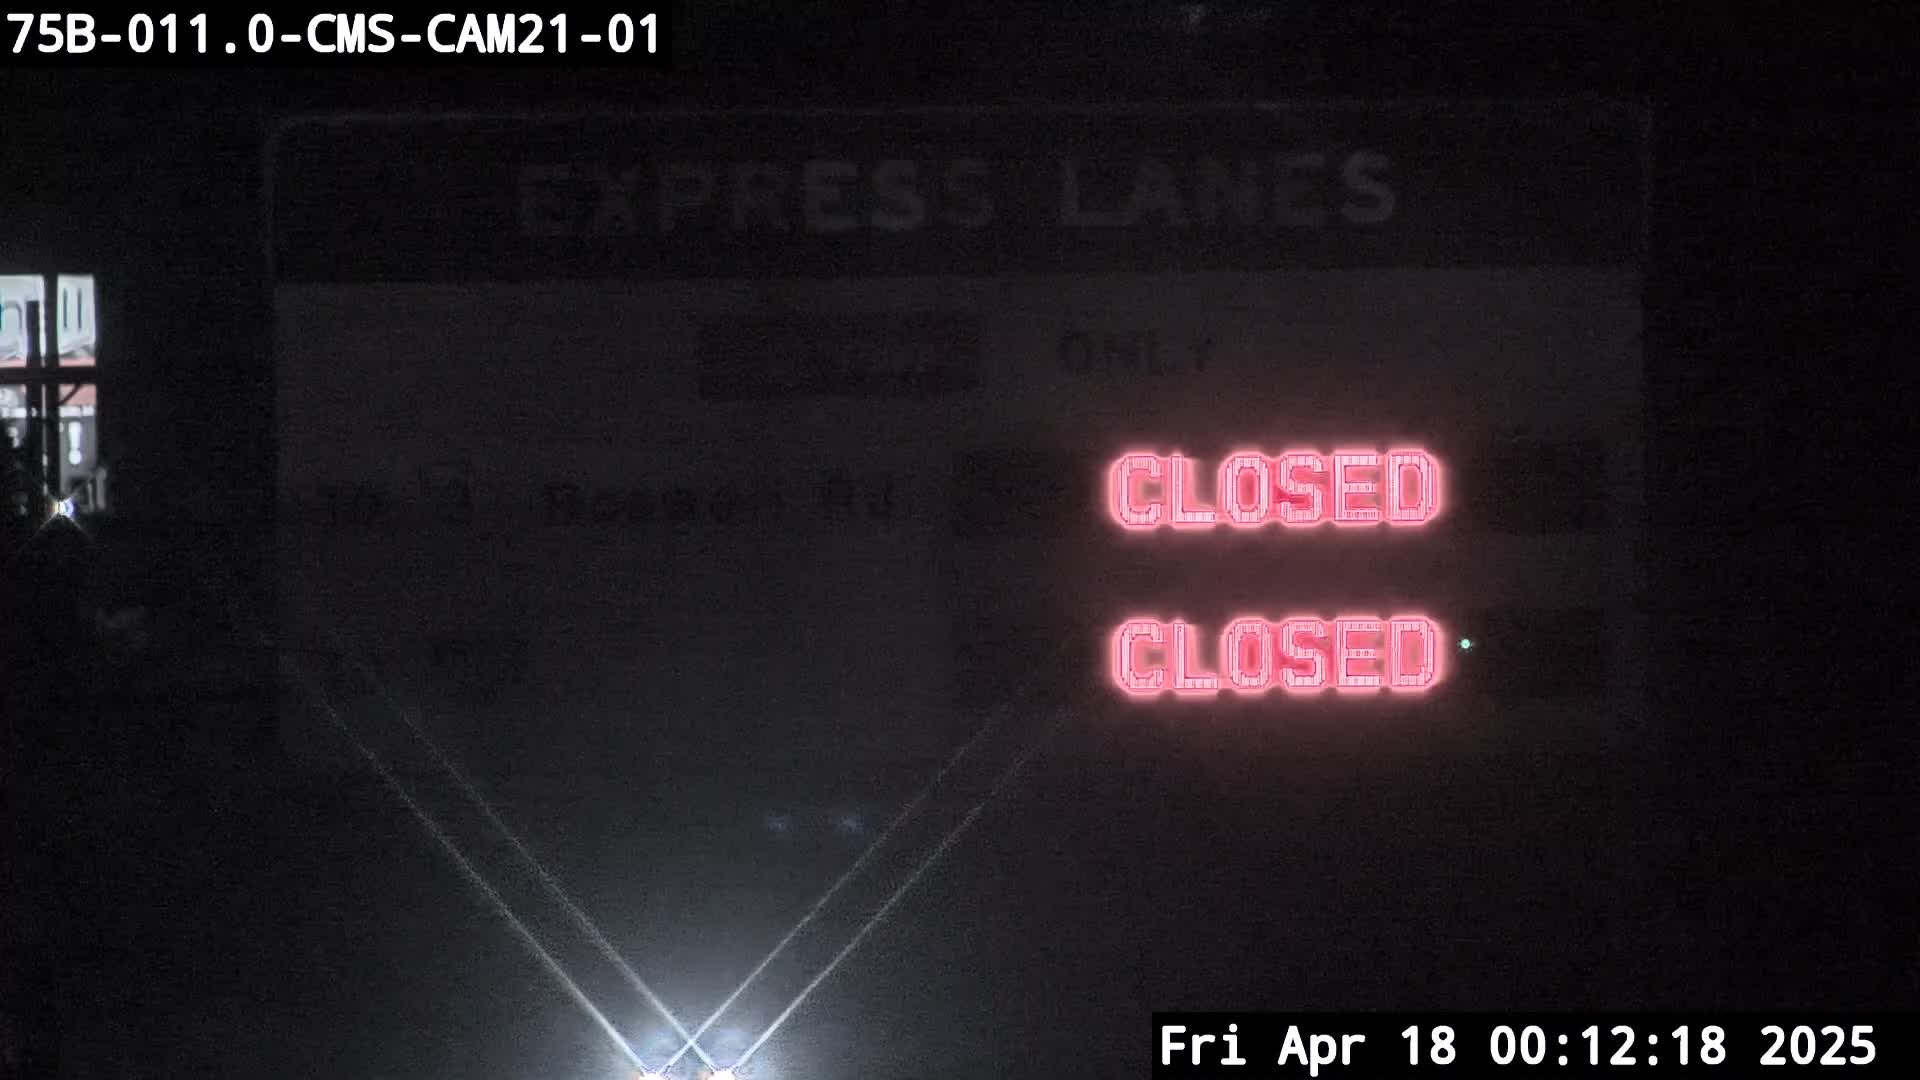 75B-011.0-CMS-CAM21-01
EXPRESS LANES
ONLY
CLOSED
CLOSED
Fri Apr 18 00:12:18 2025